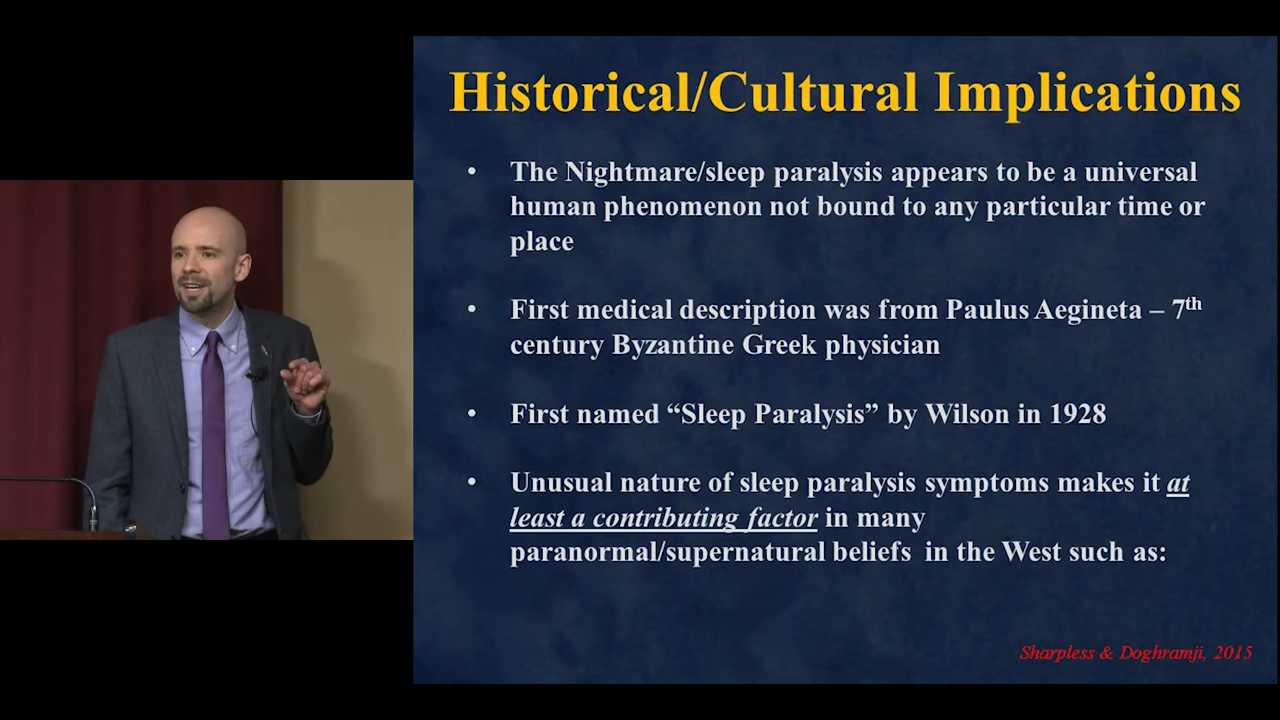 Historical/Cultural Implications
• The Nightmare/sleep paralysis appears to be a universal
human phenomenon not bound to any particular time or
place
• First medical description was from Paulus Aegineta – 7th
century Byzantine Greek physician
• First named “Sleep Paralysis” by Wilson in 1928
• Unusual nature of sleep paralysis symptoms makes it at
least a contributing factor in many
paranormal/supernatural beliefs in the West such as:
Sharpless & Doghramji, 2015